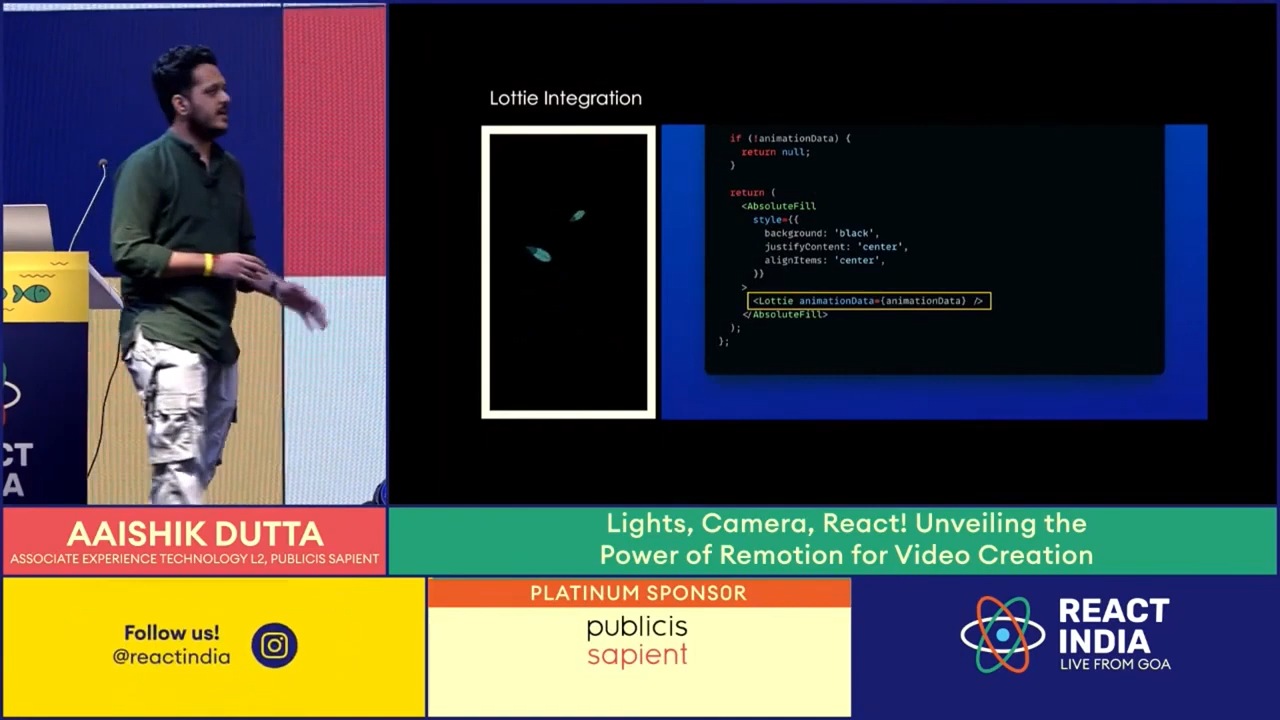 Lottie Integration
if (!animationData) {
return null;
}
return (
<AbsoluteFill
style={{
background: 'black',
justifyContent: 'center',
alignItems: 'center',
}}
>
<Lottie animationData={animationData} />
</AbsoluteFill>
);
};
CT
IA
AAISHIK DUTTA
ASSOCIATE EXPERIENCE TECHNOLOGY L2, PUBLICIS SAPIENT
Lights, Camera, React! Unveiling the
Power of Remotion for Video Creation
Follow us!
@reactindia
PLATINUM SPONSOR
publicis
sapient
REACT
INDIA
LIVE FROM GOA